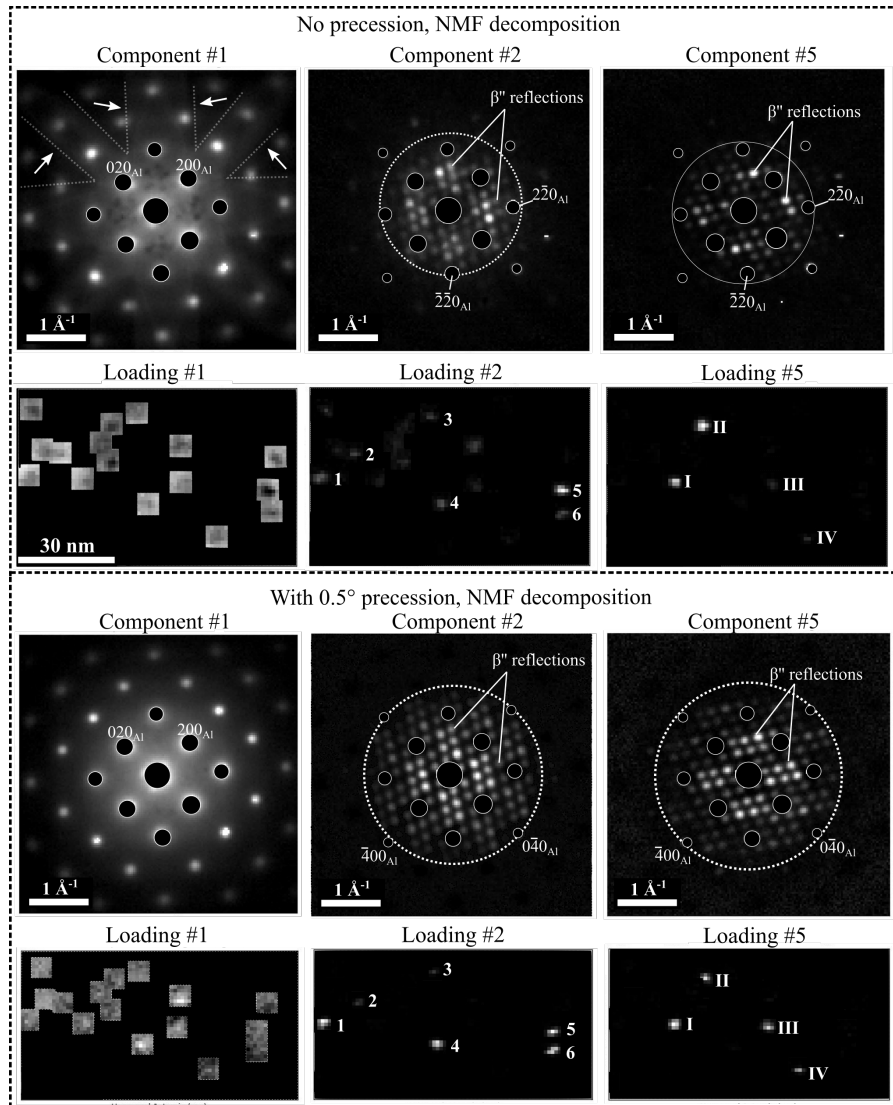 No precession, NMF decomposition
Component #1 Component #2 Component #5
β" reflections β" reflections
020Al 200Al 22̅0Al 22̅0Al
2̅2̅0Al 2̅2̅0Al
1 Å-1 1 Å-1 1 Å-1
Loading #1 Loading #2 Loading #5
3 II
2
1 I III
4 5
6 IV
30 nm
With 0.5° precession, NMF decomposition
Component #1 Component #2 Component #5
β" reflections β" reflections
020Al 200Al
4̅00Al 04̅0Al 4̅00Al 04̅0Al
1 Å-1 1 Å-1 1 Å-1
Loading #1 Loading #2 Loading #5
3 II
2
1 I III
4 5
6 IV